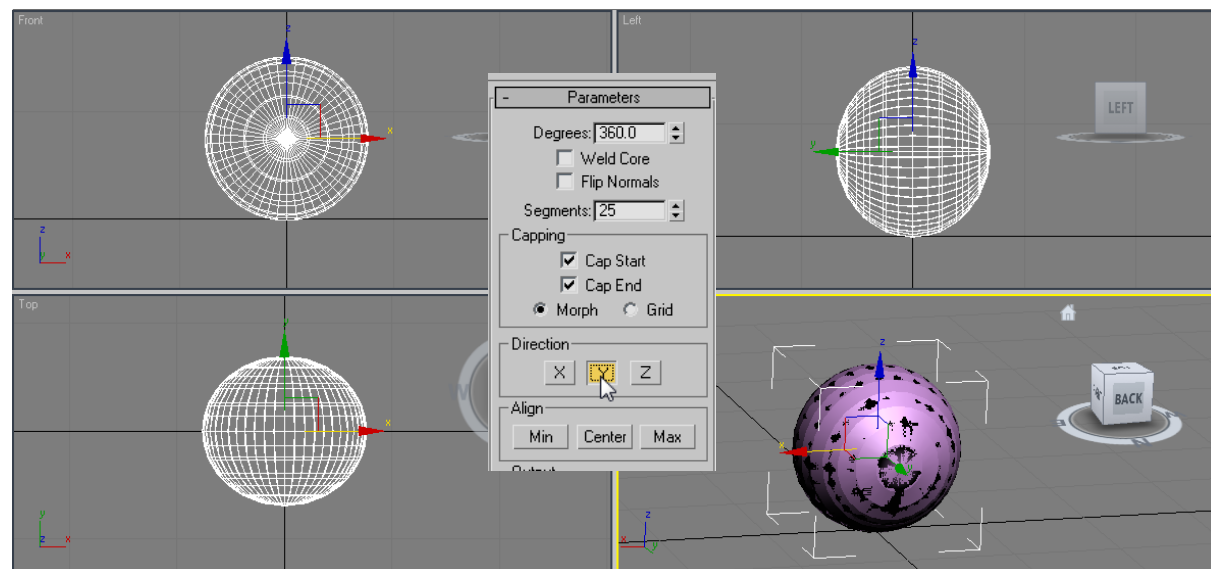 Front
z
x
z
y
x
Left
z
y
LEFT
Top
y
x
y
z
x
- Parameters
Degrees: 360.0
Weld Core
Flip Normals
Segments: 25
Capping
Cap Start
Cap End
Morph Grid
Direction
X Y Z
Align
Min Center Max
Output
z
x
y
BACK
z
x
y